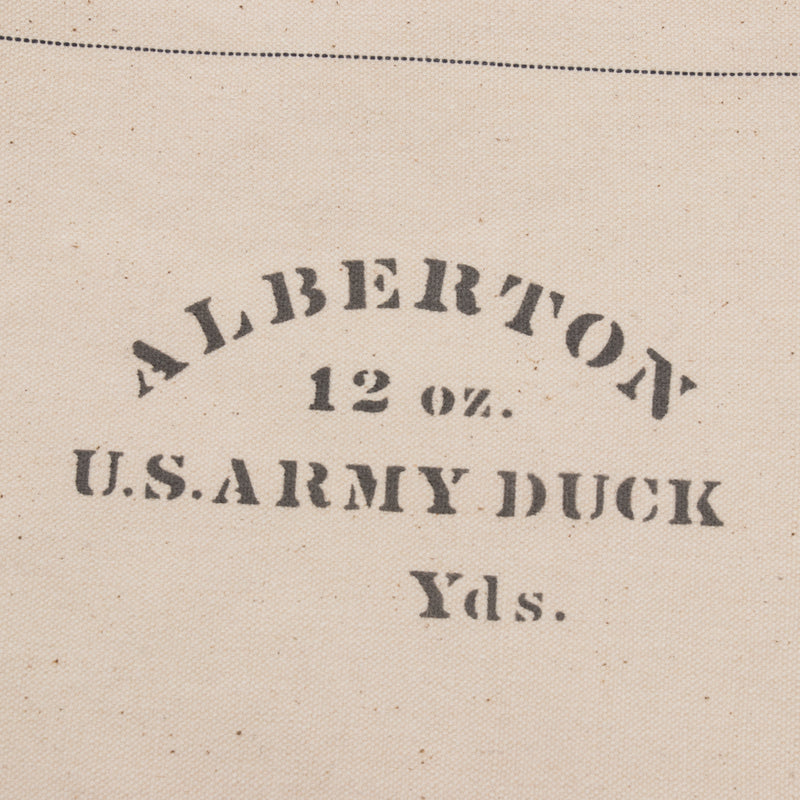 ALBERTON
12 oz.
U.S. ARMY DUCK
Yds.